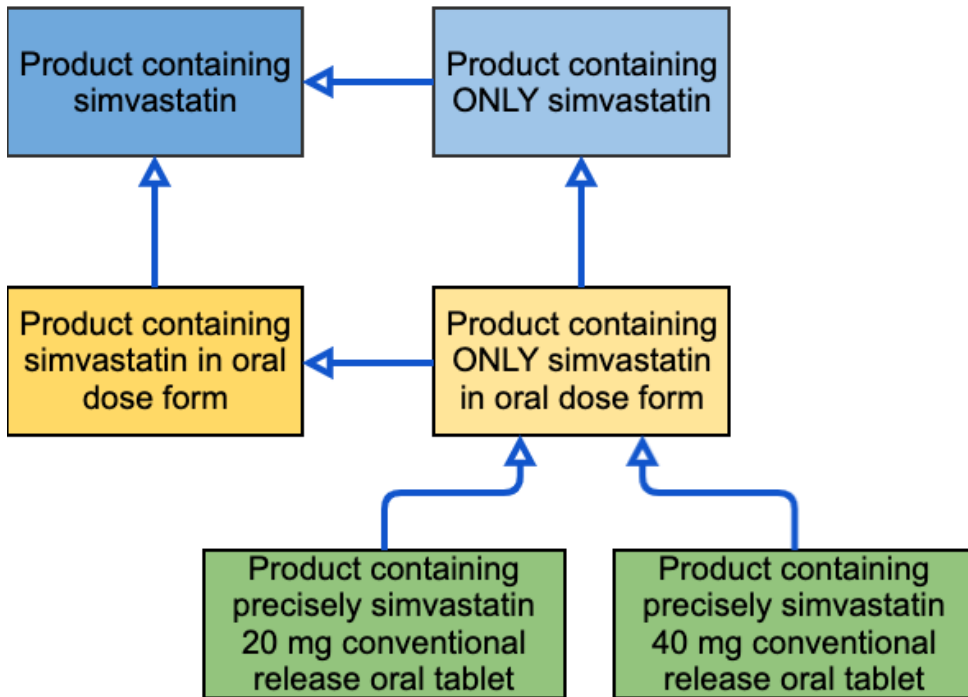 Product containing
simvastatin
Product containing
ONLY simvastatin
Product containing
simvastatin in oral
dose form
Product containing
ONLY simvastatin
in oral dose form
Product containing
precisely simvastatin
20 mg conventional
release oral tablet
Product containing
precisely simvastatin
40 mg conventional
release oral tablet